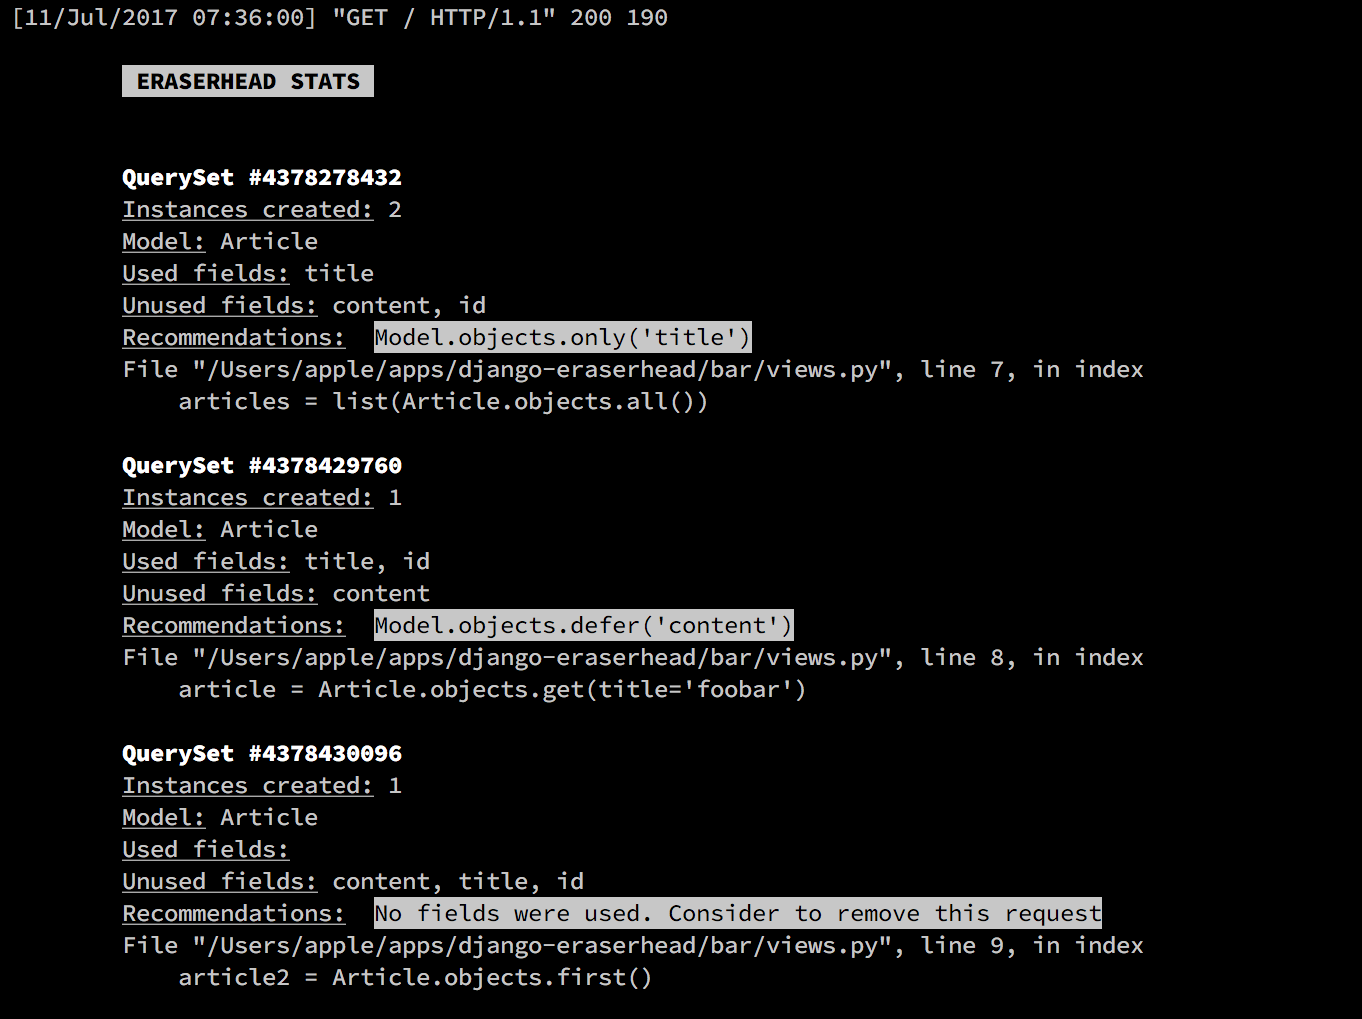 [11/Jul/2017 07:36:00] "GET / HTTP/1.1" 200 190
ERASERHEAD STATS
QuerySet #4378278432
Instances created: 2
Model: Article
Used fields: title
Unused fields: content, id
Recommendations: Model.objects.only('title')
File "/Users/apple/apps/django-eraserhead/bar/views.py", line 7, in index
articles = list(Article.objects.all())
QuerySet #4378429760
Instances created: 1
Model: Article
Used fields: title, id
Unused fields: content
Recommendations: Model.objects.defer('content')
File "/Users/apple/apps/django-eraserhead/bar/views.py", line 8, in index
article = Article.objects.get(title='foobar')
QuerySet #4378430096
Instances created: 1
Model: Article
Used fields:
Unused fields: content, title, id
Recommendations: No fields were used. Consider to remove this request
File "/Users/apple/apps/django-eraserhead/bar/views.py", line 9, in index
article2 = Article.objects.first()